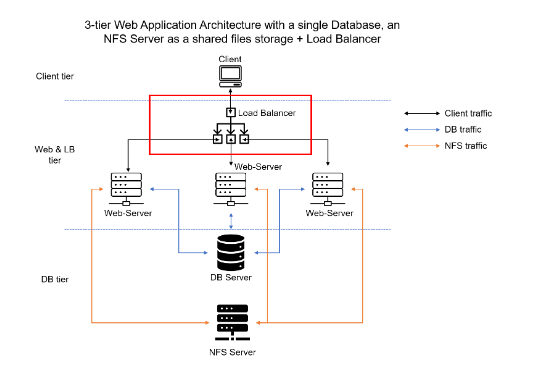 3-tier Web Application Architecture with a single Database, an
NFS Server as a shared files storage + Load Balancer
Client
Client tier
Load Balancer
Client traffic
DB traffic
NFS traffic
Web & LB
tier
Web-Server
Web-Server
Web-Server
DB Server
DB tier
NFS Server